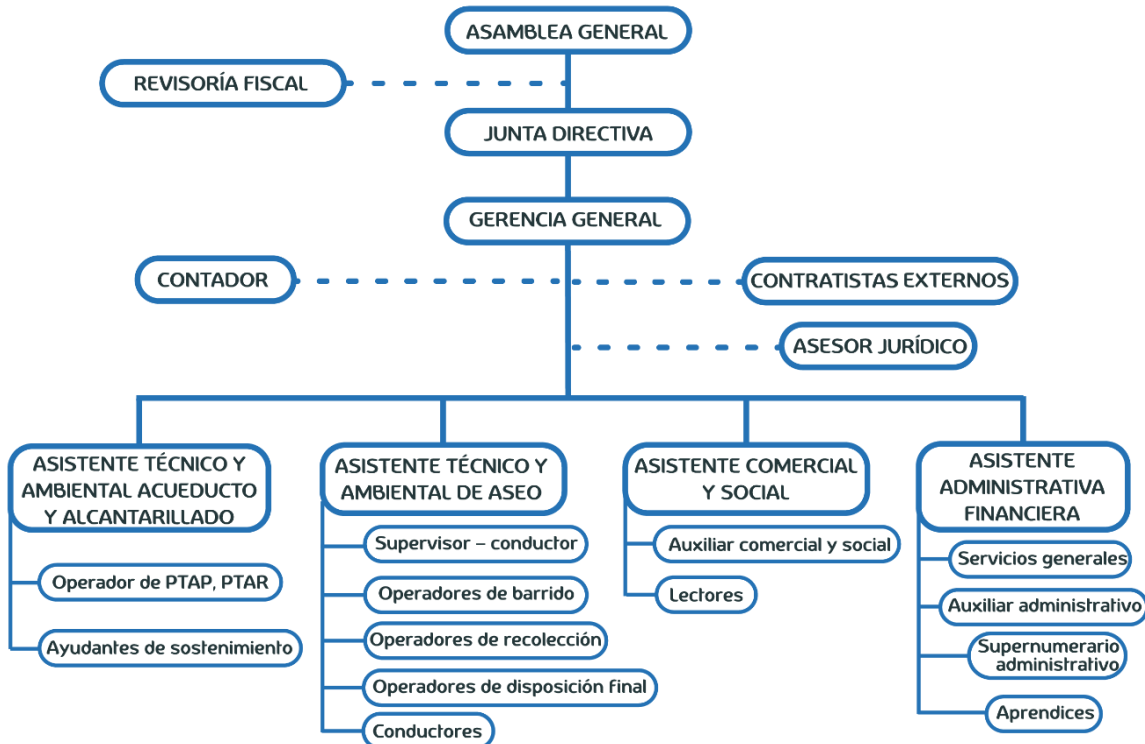 ASAMBLEA GENERAL
REVISORÍA FISCAL
JUNTA DIRECTIVA
GERENCIA GENERAL
CONTADOR
CONTRATISTAS EXTERNOS
ASESOR JURÍDICO
ASISTENTE TÉCNICO Y
AMBIENTAL ACUEDUCTO
Y ALCANTARILLADO
Operador de PTAP, PTAR
Ayudantes de sostenimiento
ASISTENTE TÉCNICO Y
AMBIENTAL DE ASEO
Supervisor – conductor
Operadores de barrido
Operadores de recolección
Operadores de disposición final
Conductores
ASISTENTE COMERCIAL
Y SOCIAL
Auxiliar comercial y social
Lectores
ASISTENTE
ADMINISTRATIVA
FINANCIERA
Servicios generales
Auxiliar administrativo
Supernumerario
administrativo
Aprendices